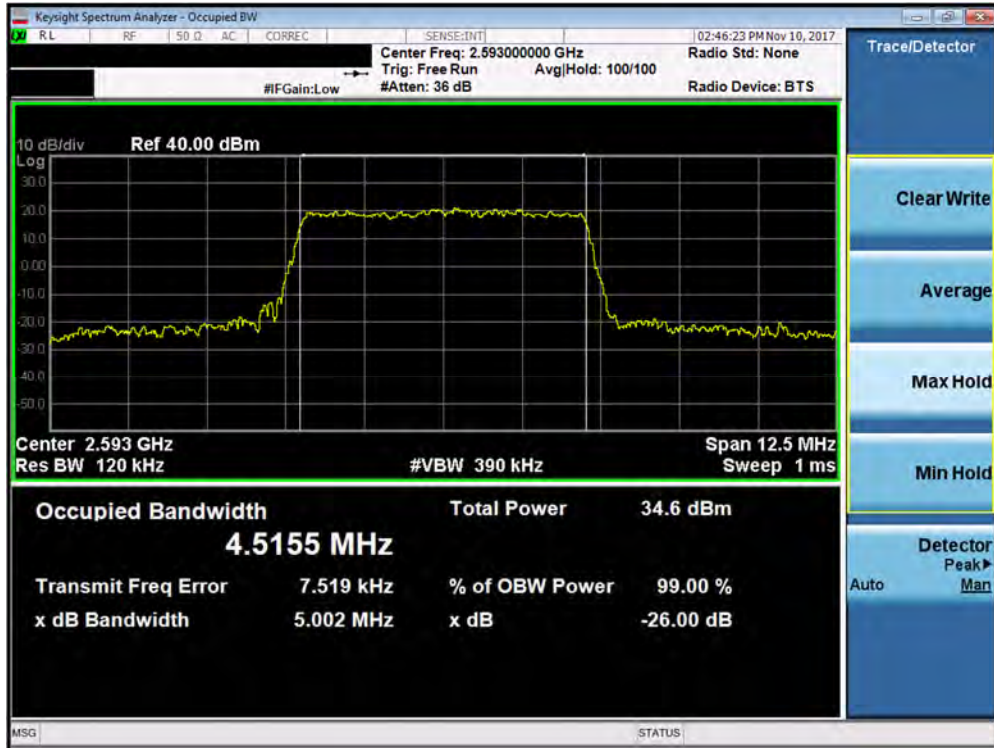 Keysight Spectrum Analyzer - Occupied BW
LXI RL RF 50 Ω AC CORREC SENSE:INT 02:46:23 PM Nov 10, 2017
Center Freq: 2.593000000 GHz Radio Std: None
Trig: Free Run Avg|Hold: 100/100
#IFGain:Low #Atten: 36 dB Radio Device: BTS
Trace/Detector
10 dB/div Ref 40.00 dBm
Log
30.0
20.0
10.0
0.00
-10.0
-20.0
-30.0
-40.0
-50.0
Center 2.593 GHz Span 12.5 MHz
Res BW 120 kHz #VBW 390 kHz Sweep 1 ms
Occupied Bandwidth Total Power 34.6 dBm
4.5155 MHz
Transmit Freq Error 7.519 kHz % of OBW Power 99.00 %
x dB Bandwidth 5.002 MHz x dB -26.00 dB
Clear Write
Average
Max Hold
Min Hold
Detector
Peak▶
Auto Man
MSG STATUS